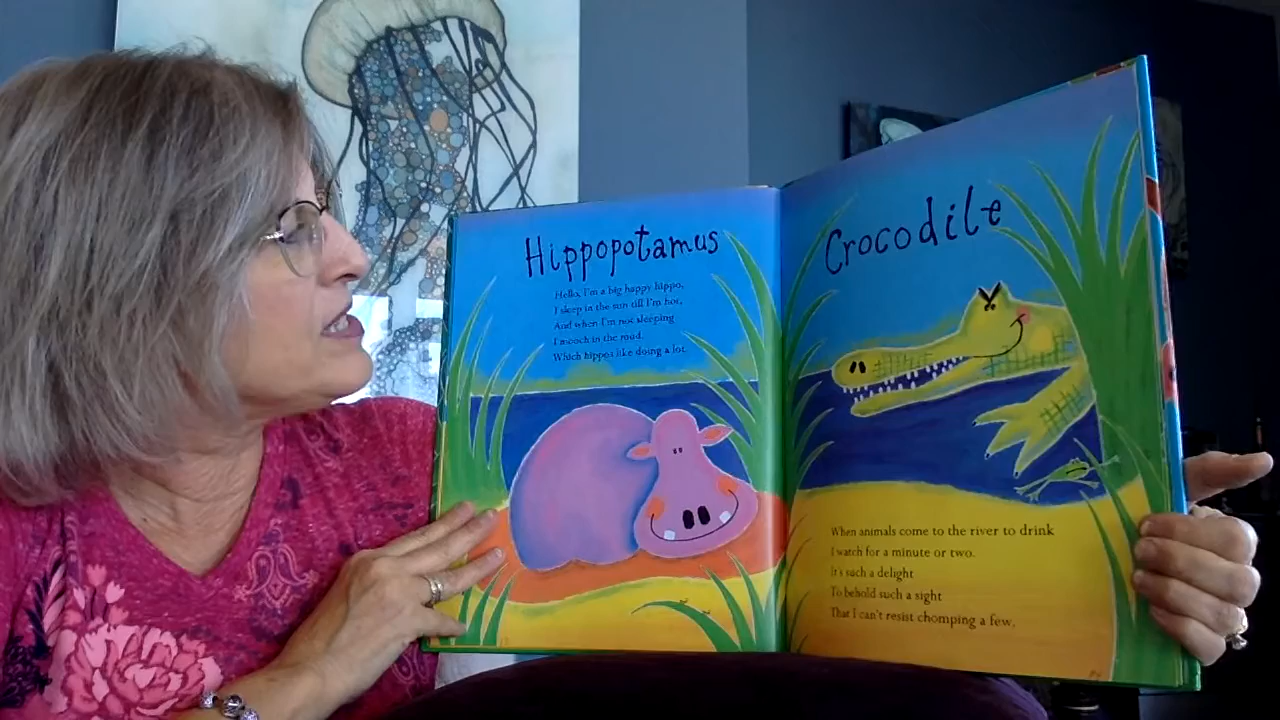 Hippopotamus
Hello, I'm a big happy hippo,
I sleep in the sun till I'm hot,
And when I'm not sleeping
I mooch in the mud,
Which hippos like doing a lot.
Crocodile
When animals come to the river to drink
I watch for a minute or two.
It's such a delight
To behold such a sight
That I can't resist chomping a few.